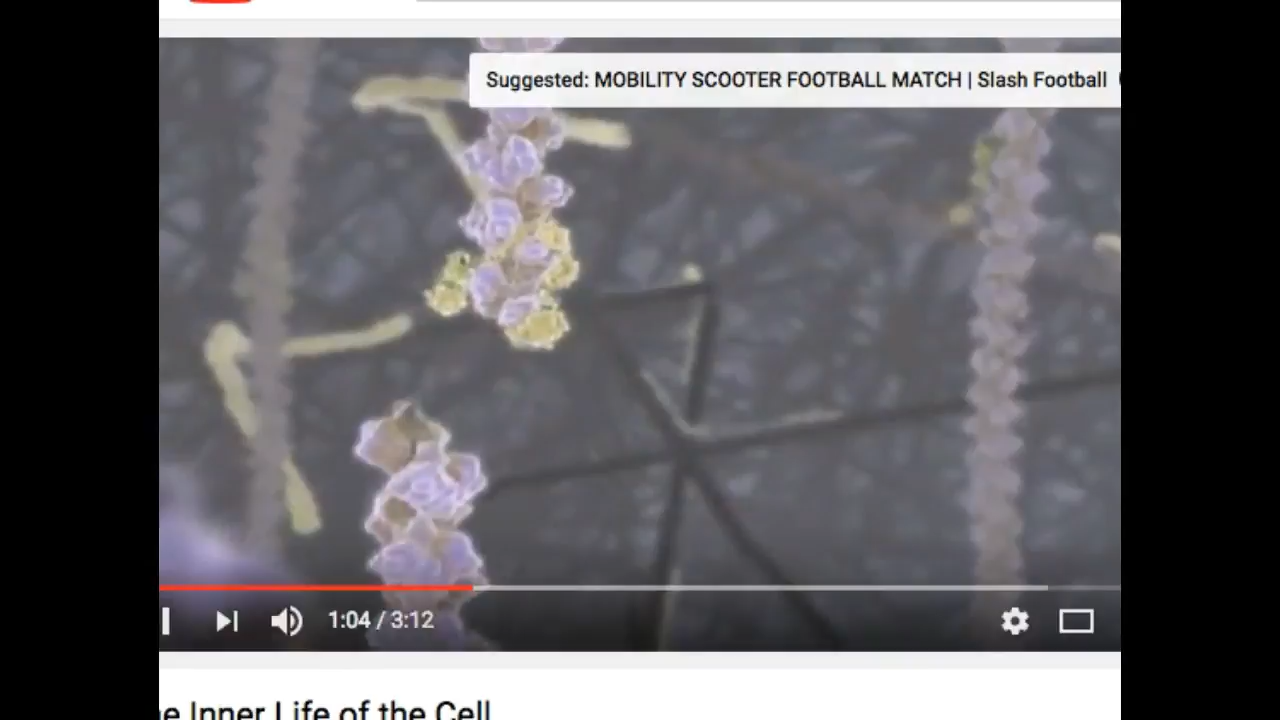 Suggested: MOBILITY SCOOTER FOOTBALL MATCH | Slash Football
1:04 / 3:12
e Inner Life of the Cell